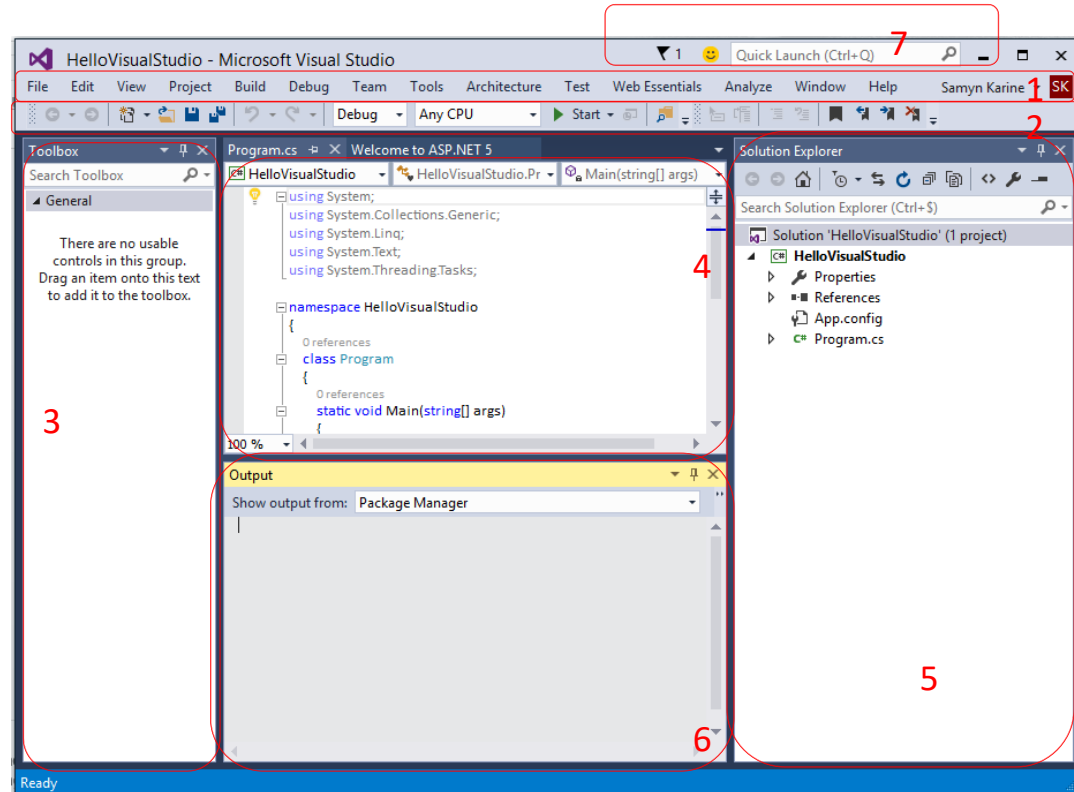 7
HelloVisualStudio - Microsoft Visual Studio
1
Quick Launch (Ctrl+Q)
File Edit View Project Build Debug Team Tools Architecture Test Web Essentials Analyze Window Help Samyn Karine SK
1
Debug Any CPU Start
2
Toolbox
Search Toolbox
General
There are no usable
controls in this group.
Drag an item onto this text
to add it to the toolbox.
3
Program.cs Welcome to ASP.NET 5
C# HelloVisualStudio HelloVisualStudio.Pr Main(string[] args)
using System;
using System.Collections.Generic;
using System.Linq;
using System.Text;
using System.Threading.Tasks;
namespace HelloVisualStudio
{
0 references
class Program
{
0 references
static void Main(string[] args)
{
100 %
4
Output
Show output from: Package Manager
6
Solution Explorer
Search Solution Explorer (Ctrl+$)
Solution 'HelloVisualStudio' (1 project)
C# HelloVisualStudio
Properties
References
App.config
C# Program.cs
5
Ready